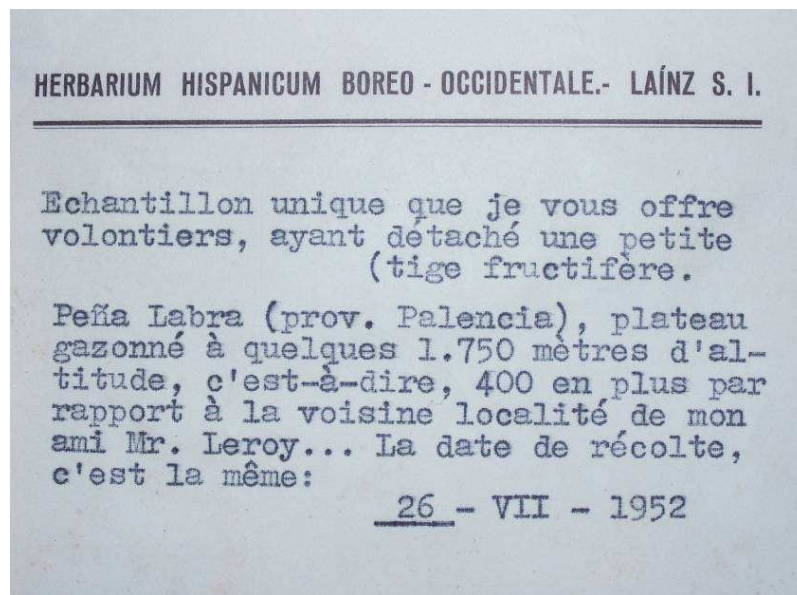 HERBARIUM HISPANICUM BOREO - OCCIDENTALE.- LAÍNZ S. I.
Echantillon unique que je vous offre
volontiers, ayant détaché une petite
(tige fructifère.
Peña Labra (prov. Palencia), plateau
gazonné à quelques 1.750 mètres d'al-
titude, c'est-à-dire, 400 en plus par
rapport à la voisine localité de mon
ami Mr. Leroy... La date de récolte,
c'est la même:
26 - VII - 1952